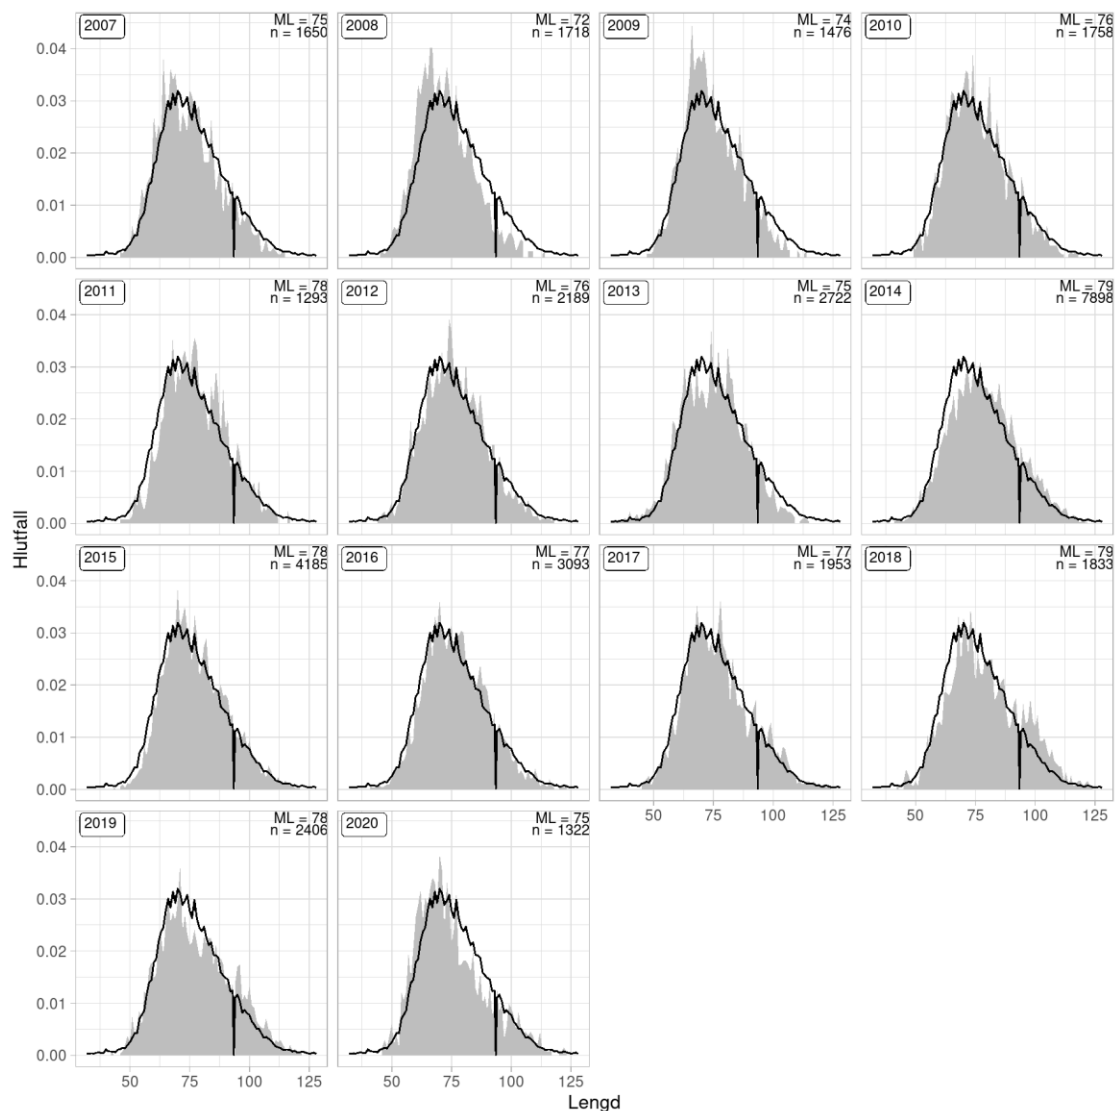 2007 ML = 75
n = 1650
2008 ML = 72
n = 1718
2009 ML = 74
n = 1476
2010 ML = 76
n = 1758
0.04
0.03
0.02
0.01
0.00
2011 ML = 78
n = 1293
2012 ML = 76
n = 2189
2013 ML = 75
n = 2722
2014 ML = 79
n = 7898
0.04
0.03
0.02
0.01
0.00
Hlutfall
2015 ML = 78
n = 4185
2016 ML = 77
n = 3093
2017 ML = 77
n = 1953
2018 ML = 79
n = 1833
0.04
0.03
0.02
0.01
0.00
50 75 100 125 50 75 100 125
2019 ML = 78
n = 2406
2020 ML = 75
n = 1322
0.04
0.03
0.02
0.01
0.00
50 75 100 125 50 75 100 125
Lengd